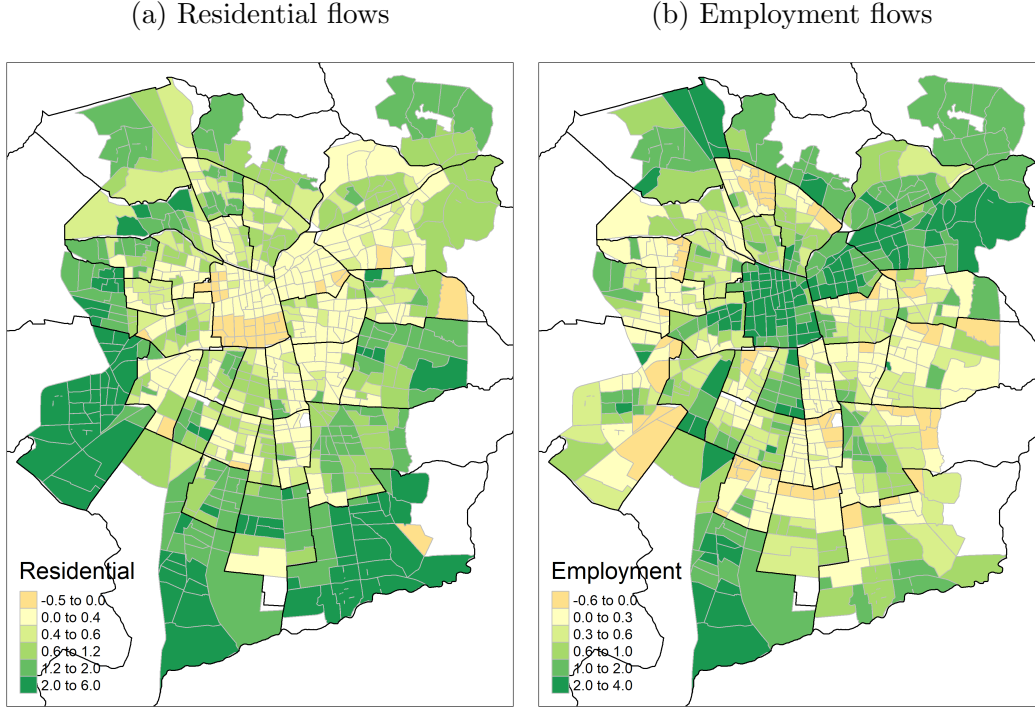 (a) Residential flows
(b) Employment flows
Residential
-0.5 to 0.0
0.0 to 0.4
0.4 to 0.6
0.6 to 1.2
1.2 to 2.0
2.0 to 6.0
Employment
-0.6 to 0.0
0.0 to 0.3
0.3 to 0.6
0.6 to 1.0
1.0 to 2.0
2.0 to 4.0